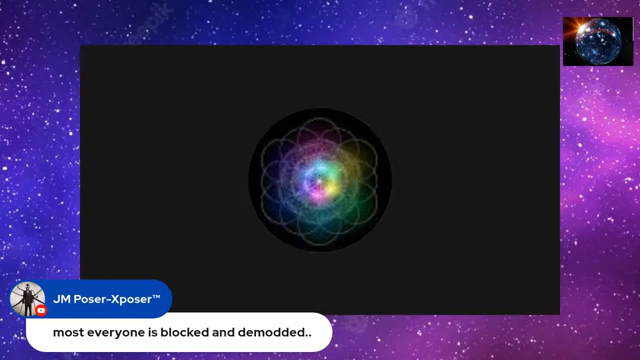 JM Poser-Xposer™
most everyone is blocked and demodded..